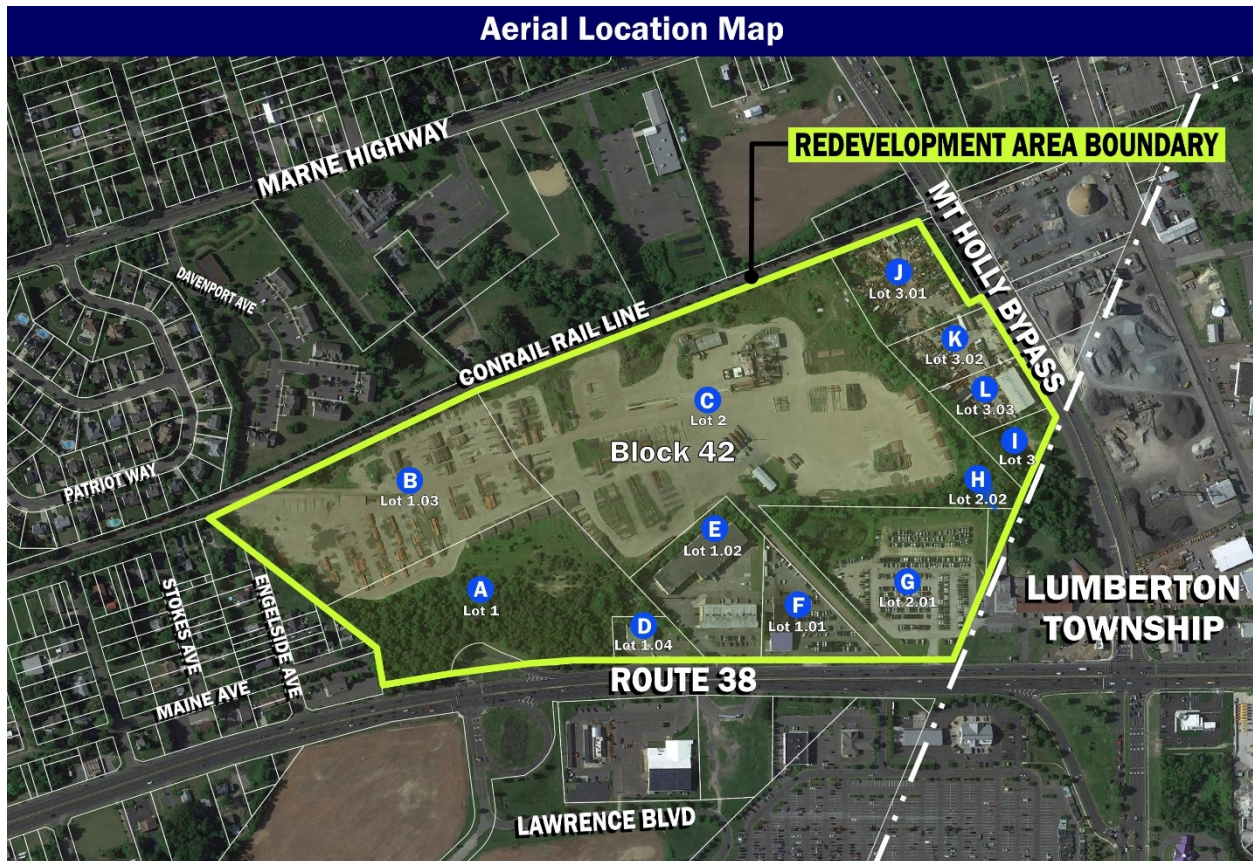 Aerial Location Map
MARNE HIGHWAY
REDEVELOPMENT AREA BOUNDARY
MT HOLLY BYPASS
DAVENPORT AVE
CONRAIL RAIL LINE
J
Lot 3.01
K
Lot 3.02
L
Lot 3.03
C
Lot 2
Block 42
I
Lot 3
B
Lot 1.03
H
Lot 2.02
PATRIOT WAY
E
Lot 1.02
A
Lot 1
G
Lot 2.01
F
Lot 1.01
D
Lot 1.04
STOKES AVE
ENGELSIDE AVE
MAINE AVE
LUMBERTON
TOWNSHIP
ROUTE 38
LAWRENCE BLVD